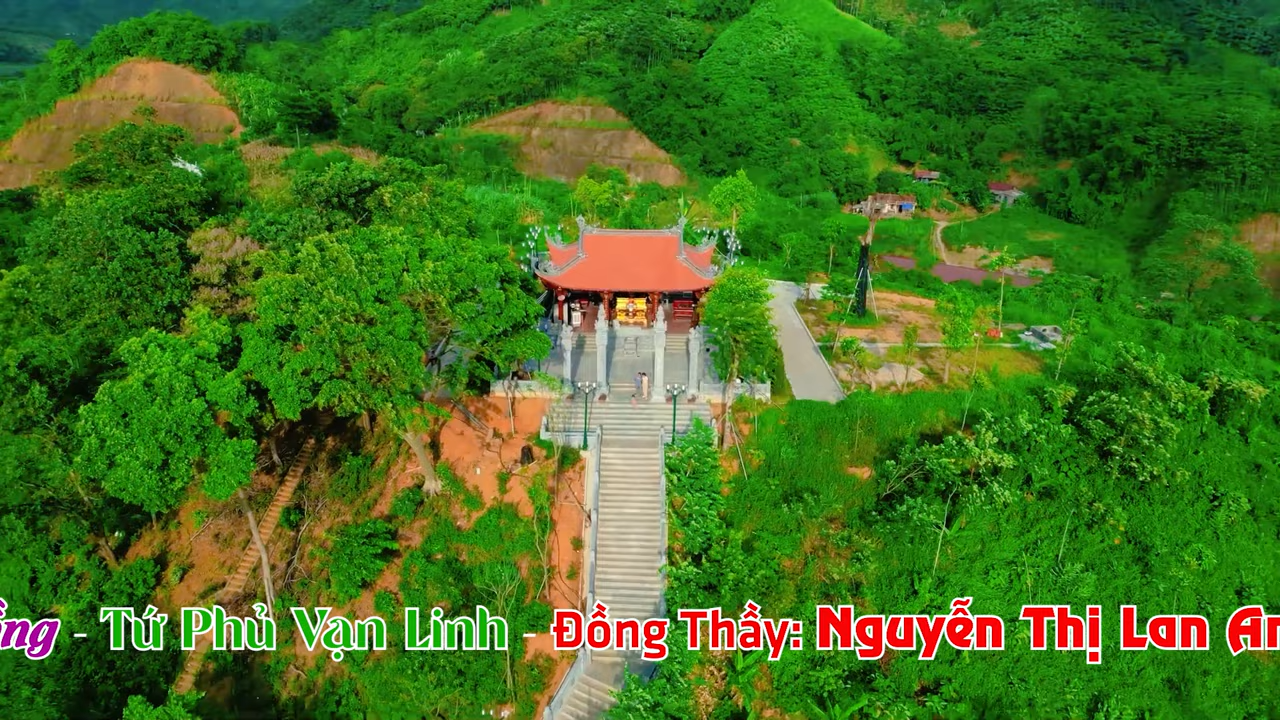 - Tứ Phủ Vạn Linh - Đồng Thầy: Nguyễn Thị Lan